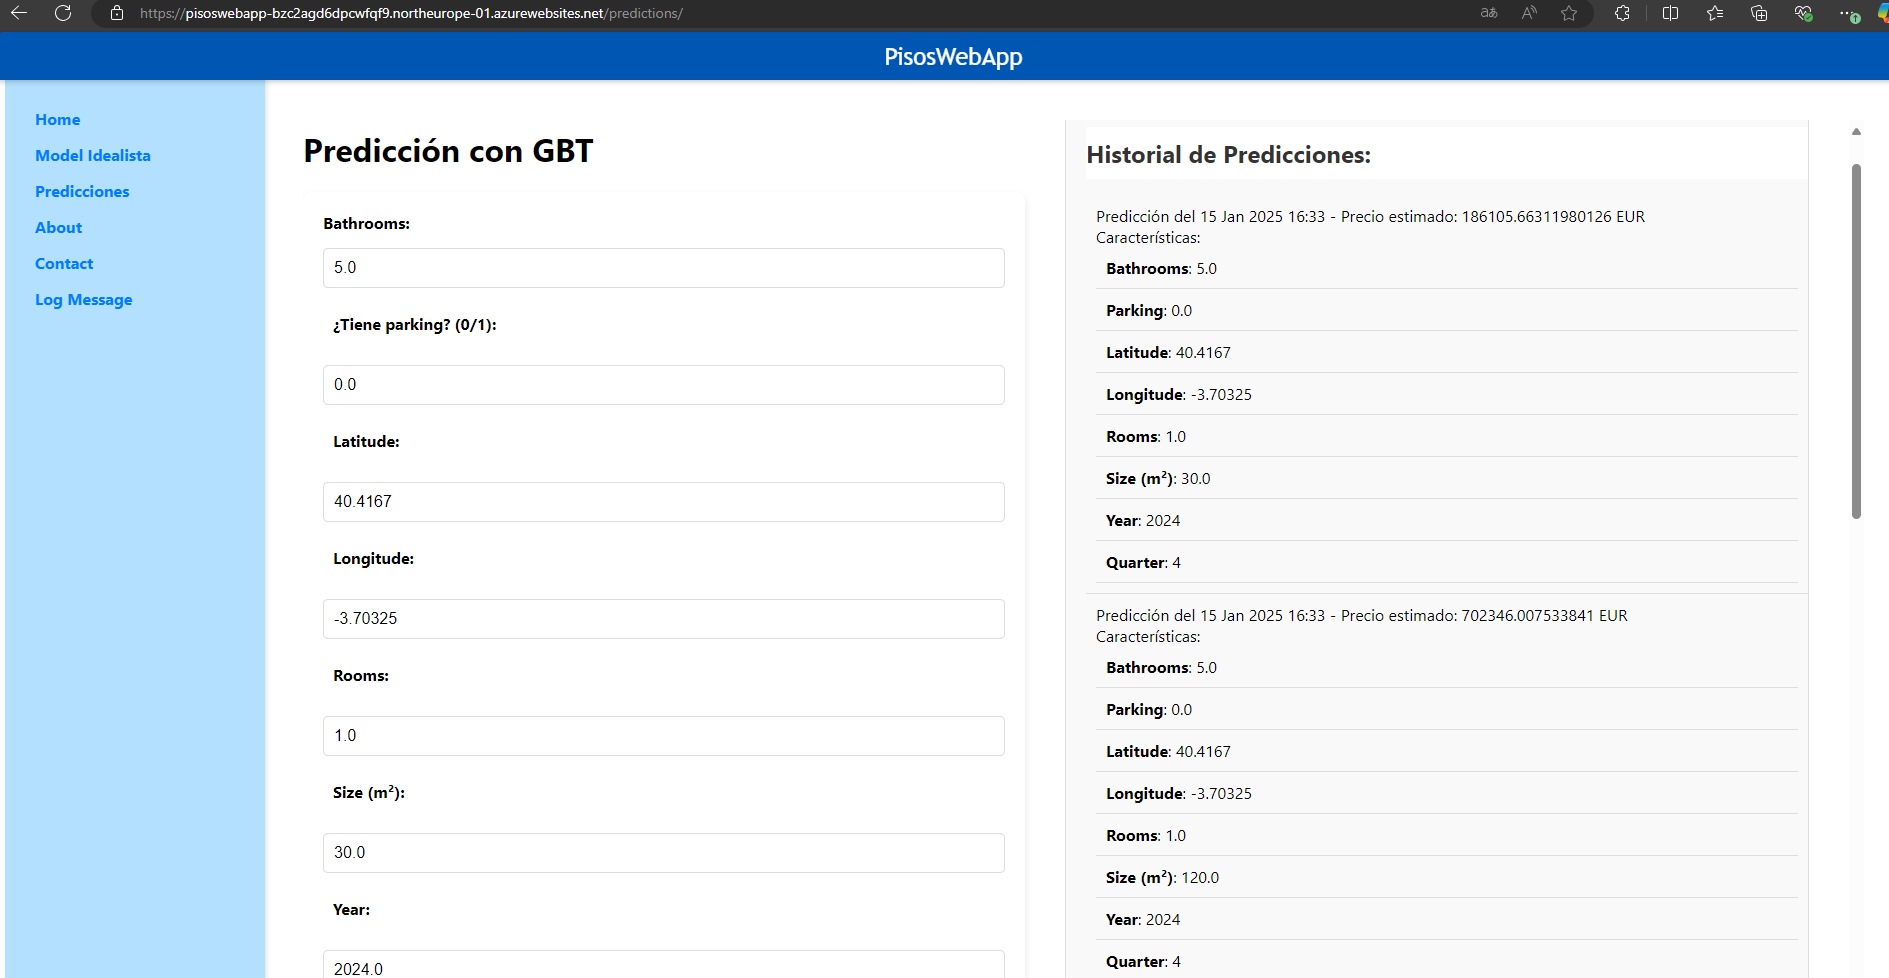 https://pisoswebapp-bzc2agd6dpcwfqf9.northeurope-01.azurewebsites.net/predictions/
PisosWebApp
Home
Model Idealista
Predicciones
About
Contact
Log Message
Predicción con GBT
Bathrooms:
5.0
¿Tiene parking? (0/1):
0.0
Latitude:
40.4167
Longitude:
-3.70325
Rooms:
1.0
Size (m²):
30.0
Year:
2024.0
Historial de Predicciones:
Predicción del 15 Jan 2025 16:33 - Precio estimado: 186105.66311980126 EUR
Características:
Bathrooms: 5.0
Parking: 0.0
Latitude: 40.4167
Longitude: -3.70325
Rooms: 1.0
Size (m²): 30.0
Year: 2024
Quarter: 4
Predicción del 15 Jan 2025 16:33 - Precio estimado: 702346.007533841 EUR
Características:
Bathrooms: 5.0
Parking: 0.0
Latitude: 40.4167
Longitude: -3.70325
Rooms: 1.0
Size (m²): 120.0
Year: 2024
Quarter: 4